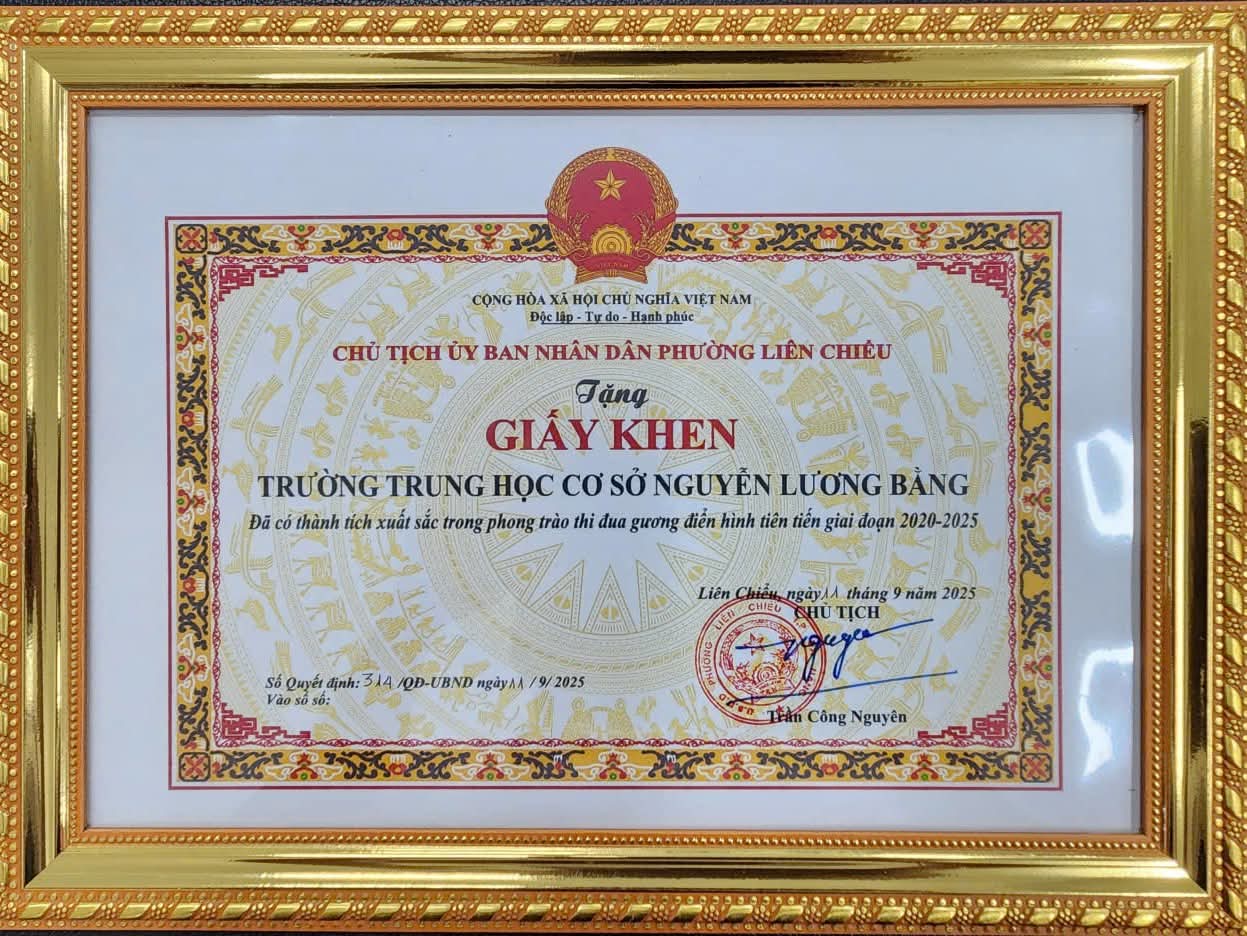 CỘNG HÒA XÃ HỘI CHỦ NGHĨA VIỆT NAM
Độc lập - Tự do - Hạnh phúc
CHỦ TỊCH ỦY BAN NHÂN DÂN PHƯỜNG LIÊN CHIỂU
Tặng
GIẤY KHEN
TRƯỜNG TRUNG HỌC CƠ SỞ NGUYỄN LƯƠNG BẰNG
Đã có thành tích xuất sắc trong phong trào thi đua gương điển hình tiên tiến giai đoạn 2020-2025
Liên Chiểu, ngày 11 tháng 9 năm 2025
CHỦ TỊCH
PHƯỜNG LIÊN CHIỂU
Số Quyết định: 314 /QĐ-UBND ngày 11 / 9 / 2025
Vào sổ số:
Trần Công Nguyên